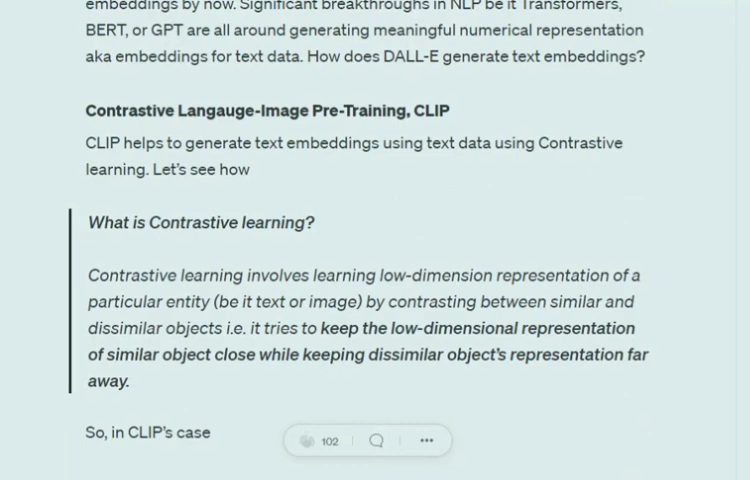 embeddings by now. Significant breakthroughs in NLP be it Transformers,
BERT, or GPT are all around generating meaningful numerical representation
aka embeddings for text data. How does DALL-E generate text embeddings?
Contrastive Langauge-Image Pre-Training, CLIP
CLIP helps to generate text embeddings using text data using Contrastive
learning. Let's see how
What is Contrastive learning?
Contrastive learning involves learning low-dimension representation of a
particular entity (be it text or image) by contrasting between similar and
dissimilar objects i.e. it tries to keep the low-dimensional representation
of similar object close while keeping dissimilar object's representation far
away.
So, in CLIP's case
102